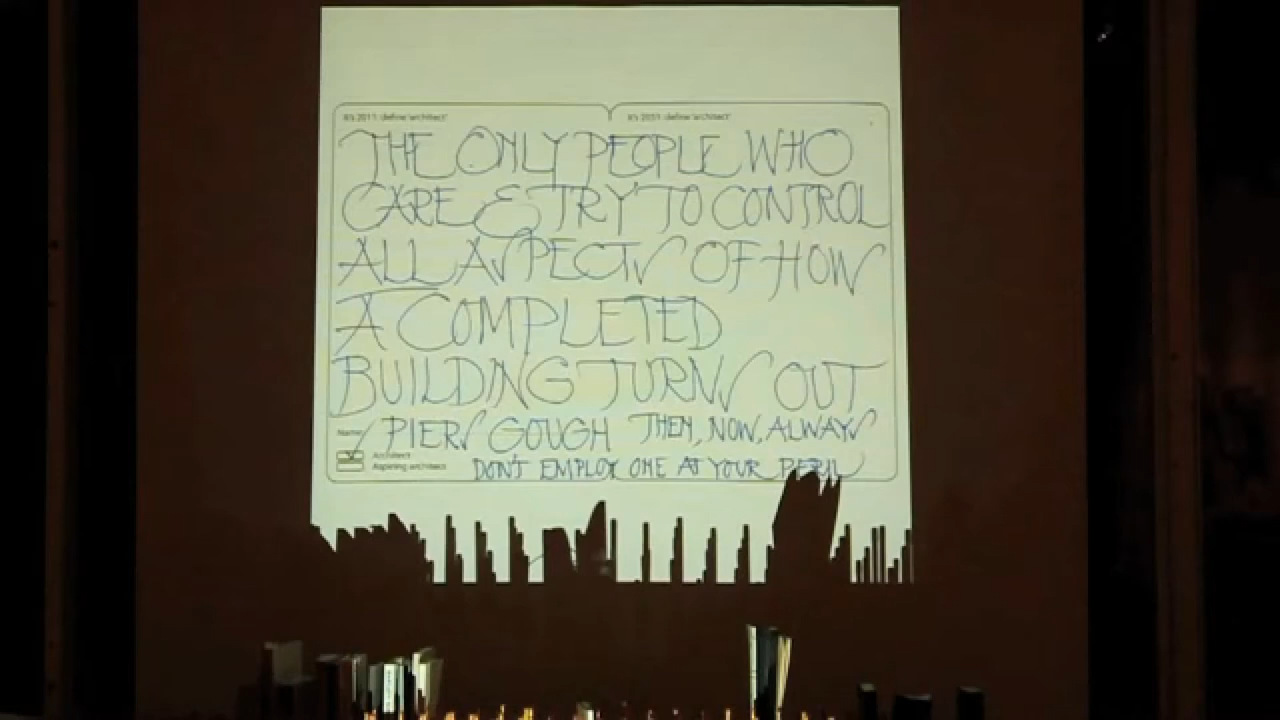 It's 2011: define 'architect'
It's 2051: define 'architect'
THE ONLY PEOPLE WHO
CARE & TRY TO CONTROL
ALL ASPECTS OF HOW
A COMPLETED
BUILDING TURNS OUT
Name
PIERS GOUGH THEN, NOW, ALWAYS
Architect
Aspiring architect
DON'T EMPLOY ONE AT YOUR PERIL